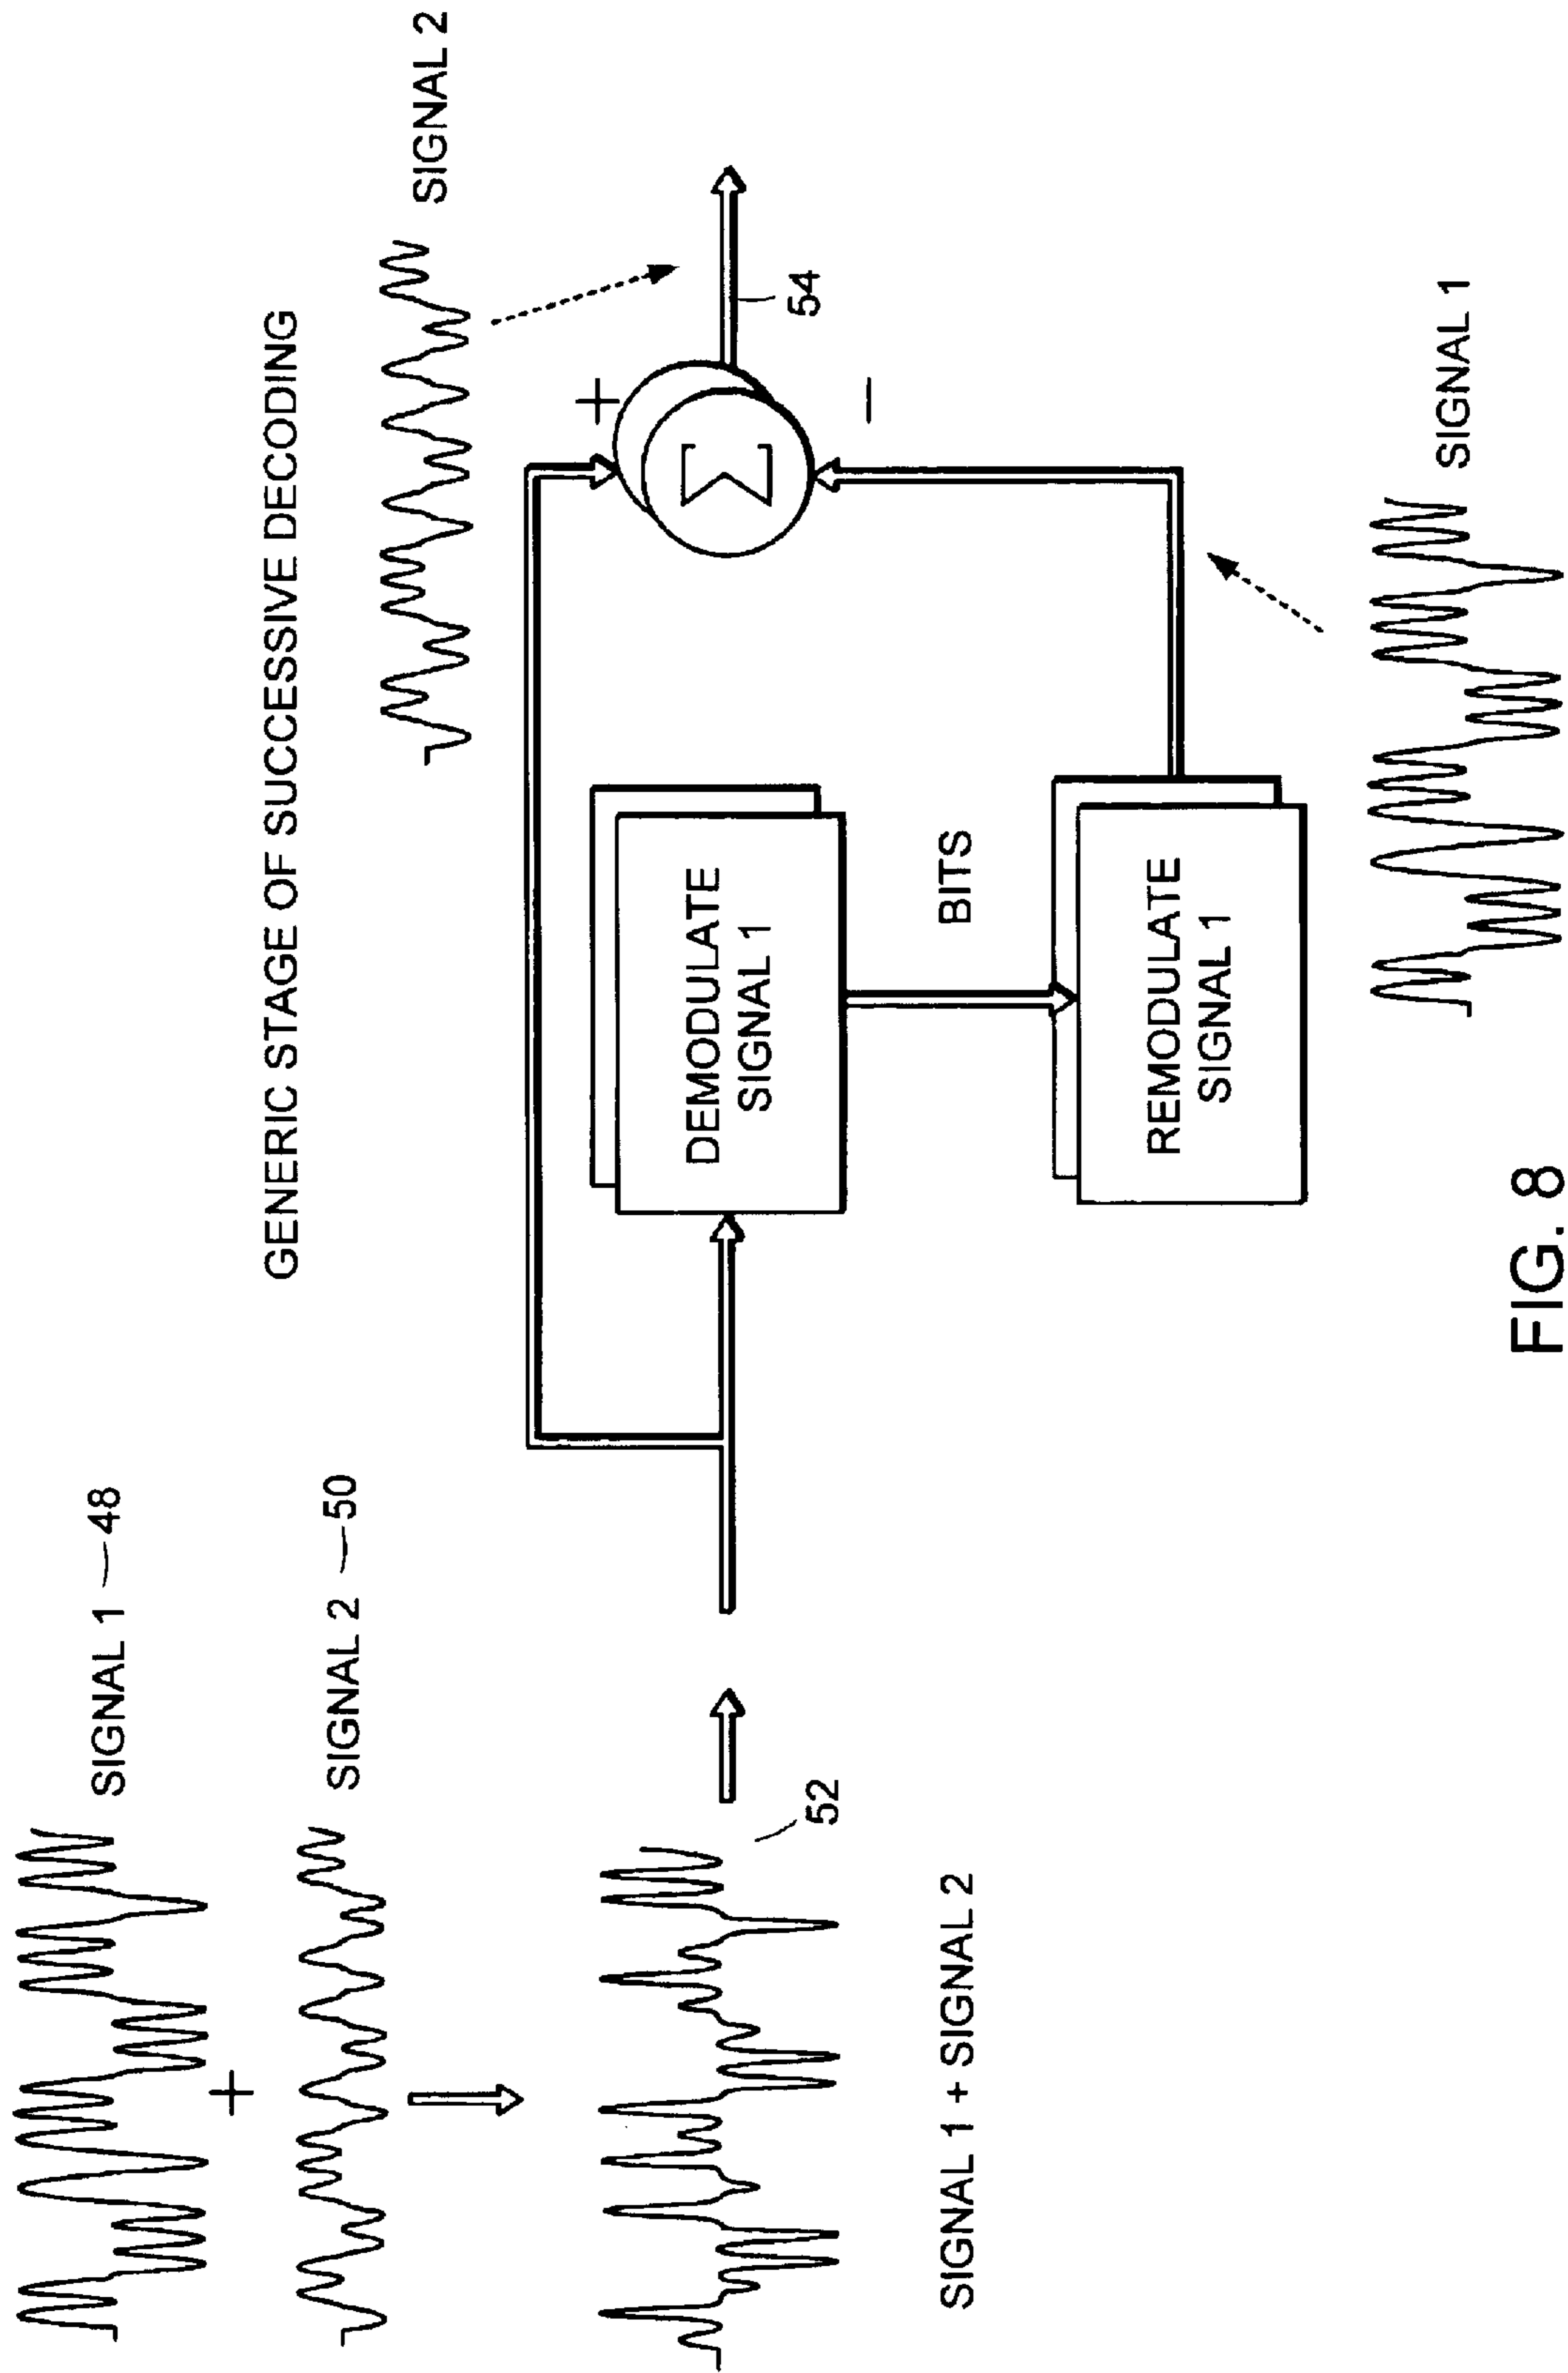 GENERIC STAGE OF SUCCESSIVE DECODING
SIGNAL 1 48
+
SIGNAL 2 50
52
SIGNAL 1 + SIGNAL 2
DEMODULATE
SIGNAL 1
BITS
REMODULATE
SIGNAL 1
+
Σ
−
54
SIGNAL 2
SIGNAL 1
FIG. 8